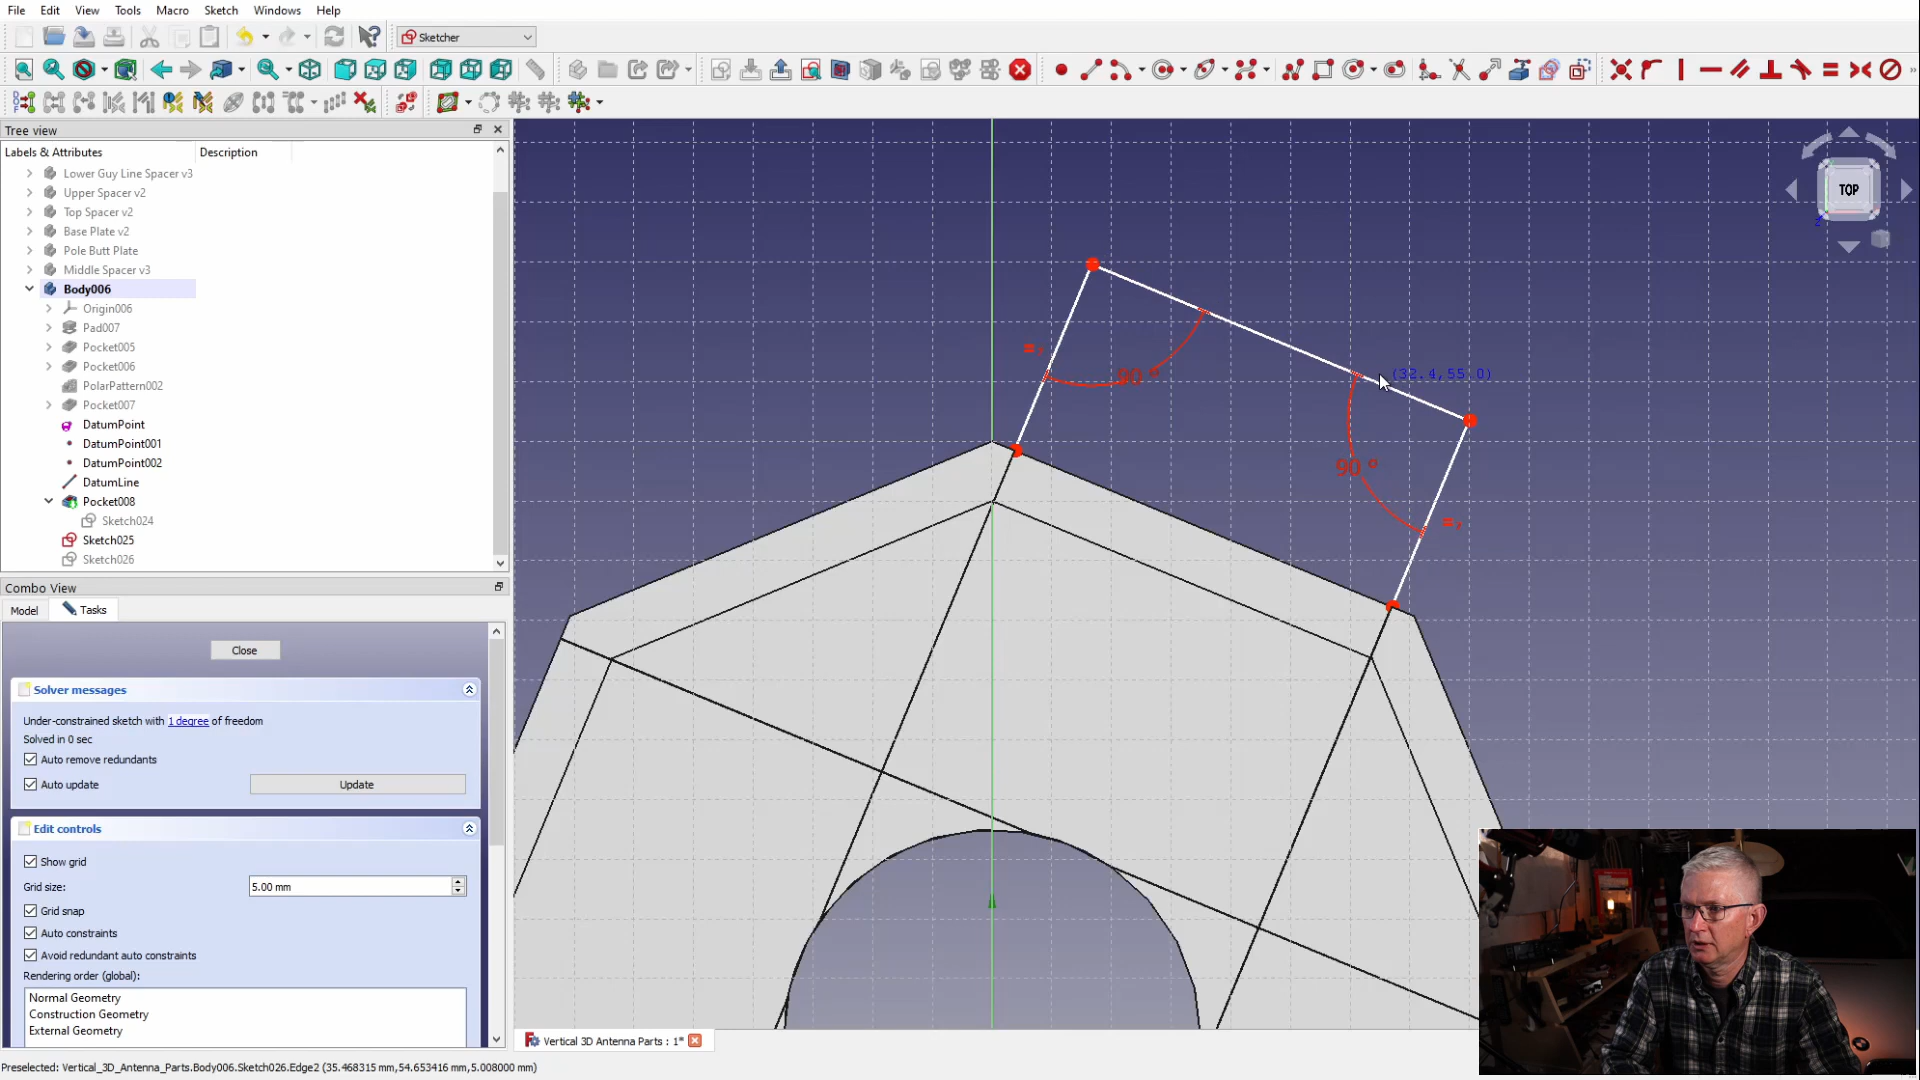 File Edit View Tools Macro Sketch Windows Help
Sketcher
Tree view
Labels & Attributes Description
Lower Guy Line Spacer v3
Upper Spacer v2
Top Spacer v2
Base Plate v2
Pole Butt Plate
Middle Spacer v3
Body006
Origin006
Pad007
Pocket005
Pocket006
PolarPattern002
Pocket007
DatumPoint
DatumPoint001
DatumPoint002
DatumLine
Pocket008
Sketch024
Sketch025
Sketch026
Combo View
Model Tasks
Close
Solver messages
Under-constrained sketch with 1 degree of freedom
Solved in 0 sec
Auto remove redundants
Auto update Update
Edit controls
Show grid
Grid size: 5.00 mm
Grid snap
Auto constraints
Avoid redundant auto constraints
Rendering order (global):
Normal Geometry
Construction Geometry
External Geometry
TOP
Z
90 °
90 °
(32.4,55.0)
Vertical 3D Antenna Parts : 1*
Preselected: Vertical_3D_Antenna_Parts.Body006.Sketch026.Edge2 (35.468315 mm,54.653416 mm,5.008000 mm)